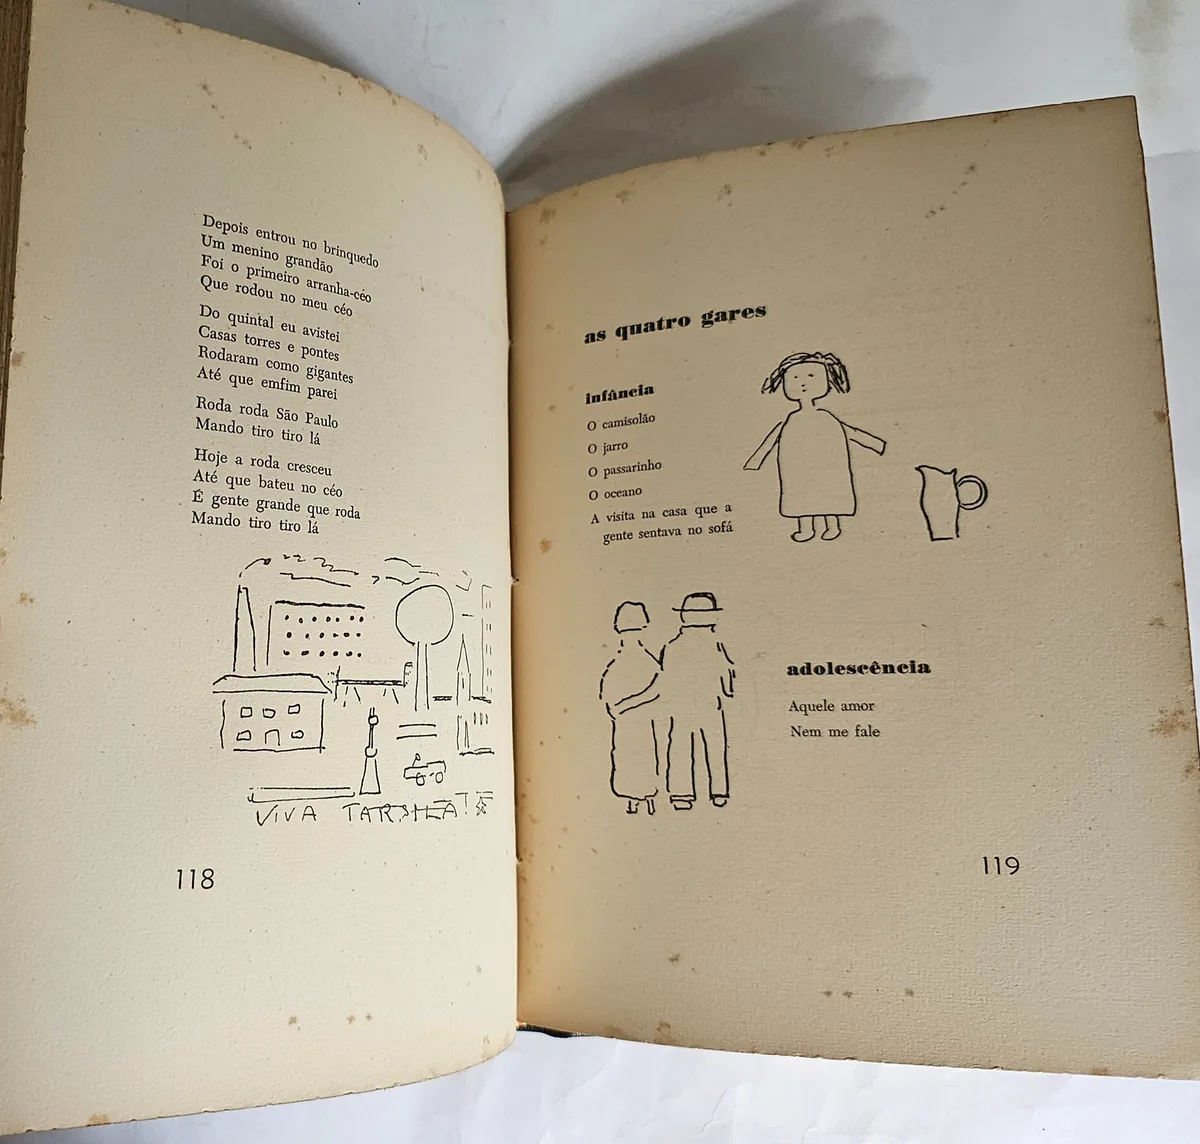 Depois entrou no brinquedo
Um menino grandão
Foi o primeiro arranha-céo
Que rodou no meu céo
Do quintal eu avistei
Casas torres e pontes
Rodaram como gigantes
Até que emfim parei
Roda roda São Paulo
Mando tiro tiro lá
Hoje a roda cresceu
Até que bateu no céo
É gente grande que roda
Mando tiro tiro lá
VIVA
118
as quatro gares
infância
O camisolão
O jarro
O passarinho
O oceano
A visita na casa que a
gente sentava no sofá
adolescência
Aquele amor
Nem me fale
119